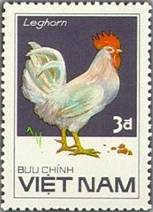 Leghorn
3đ
BƯU CHÍNH
VIỆT NAM